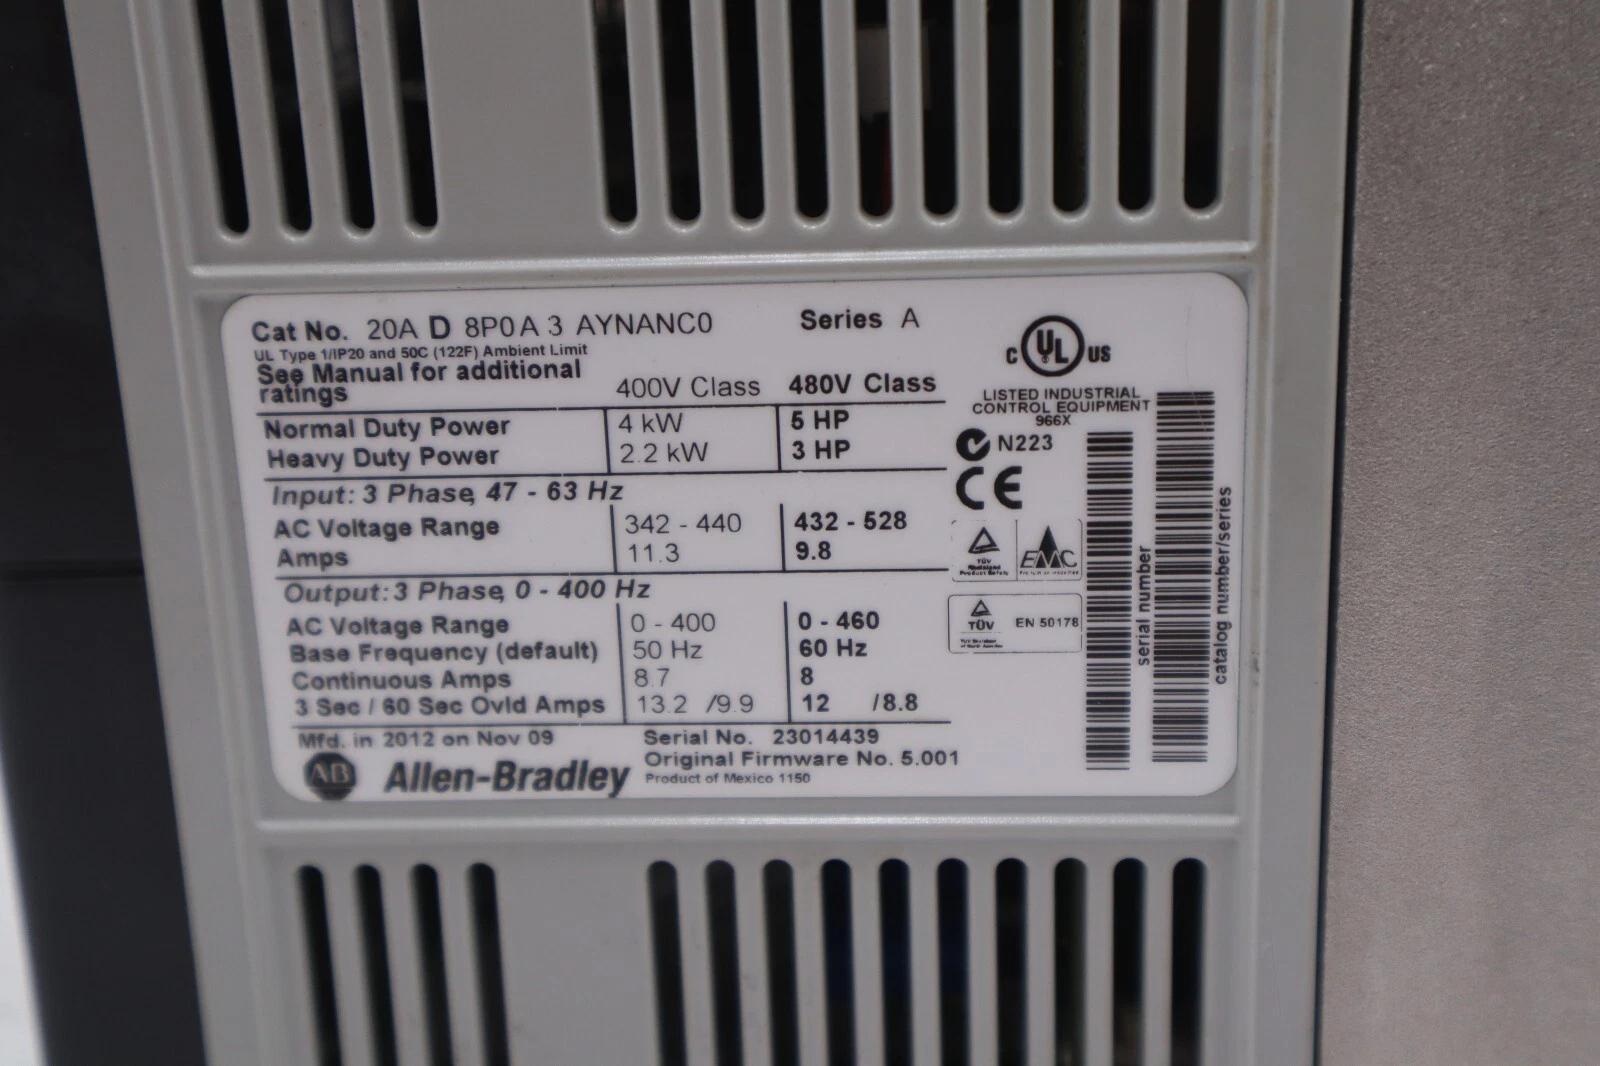 Cat No. 20A D 8P0 A 3 AYNANC0 Series A
UL Type 1/IP20 and 50C (122F) Ambient Limit
See Manual for additional
ratings 400V Class 480V Class
Normal Duty Power 4 kW 5 HP
Heavy Duty Power 2.2 kW 3 HP
Input: 3 Phase, 47 - 63 Hz
AC Voltage Range 342 - 440 432 - 528
Amps 11.3 9.8
Output: 3 Phase, 0 - 400 Hz
AC Voltage Range 0 - 400 0 - 460
Base Frequency (default) 50 Hz 60 Hz
Continuous Amps 8.7 8
3 Sec / 60 Sec Ovld Amps 13.2 /9.9 12 /8.8
Mfd. in 2012 on Nov 09 Serial No. 23014439
Original Firmware No. 5.001
AB Allen-Bradley Product of Mexico 1150
C UL US
LISTED INDUSTRIAL
CONTROL EQUIPMENT
966X
N223
CE
TÜV
Rheinland
Product Safety
EMC
TÜV EN 50178
serial number
catalog number/series